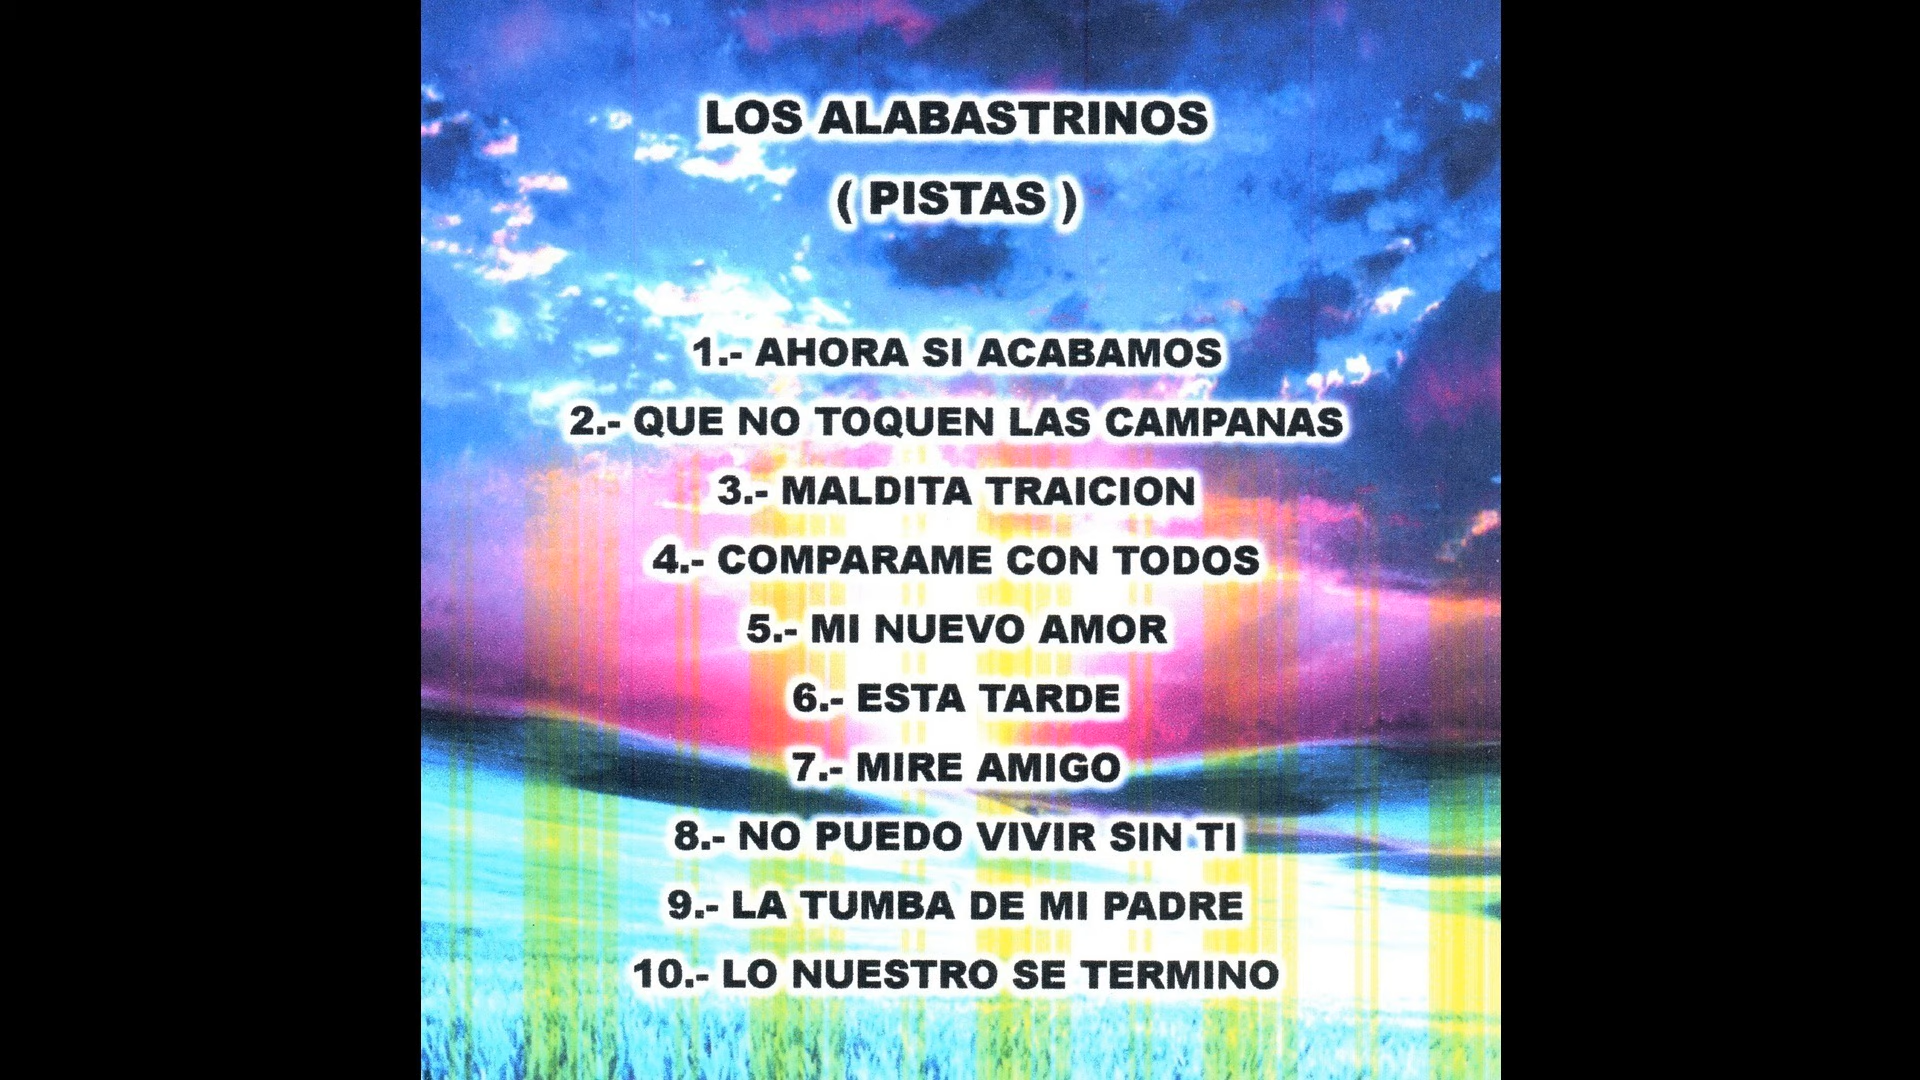 LOS ALABASTRINOS
( PISTAS )
1.- AHORA SI ACABAMOS
2.- QUE NO TOQUEN LAS CAMPANAS
3.- MALDITA TRAICION
4.- COMPARAME CON TODOS
5.- MI NUEVO AMOR
6.- ESTA TARDE
7.- MIRE AMIGO
8.- NO PUEDO VIVIR SIN TI
9.- LA TUMBA DE MI PADRE
10.- LO NUESTRO SE TERMINO